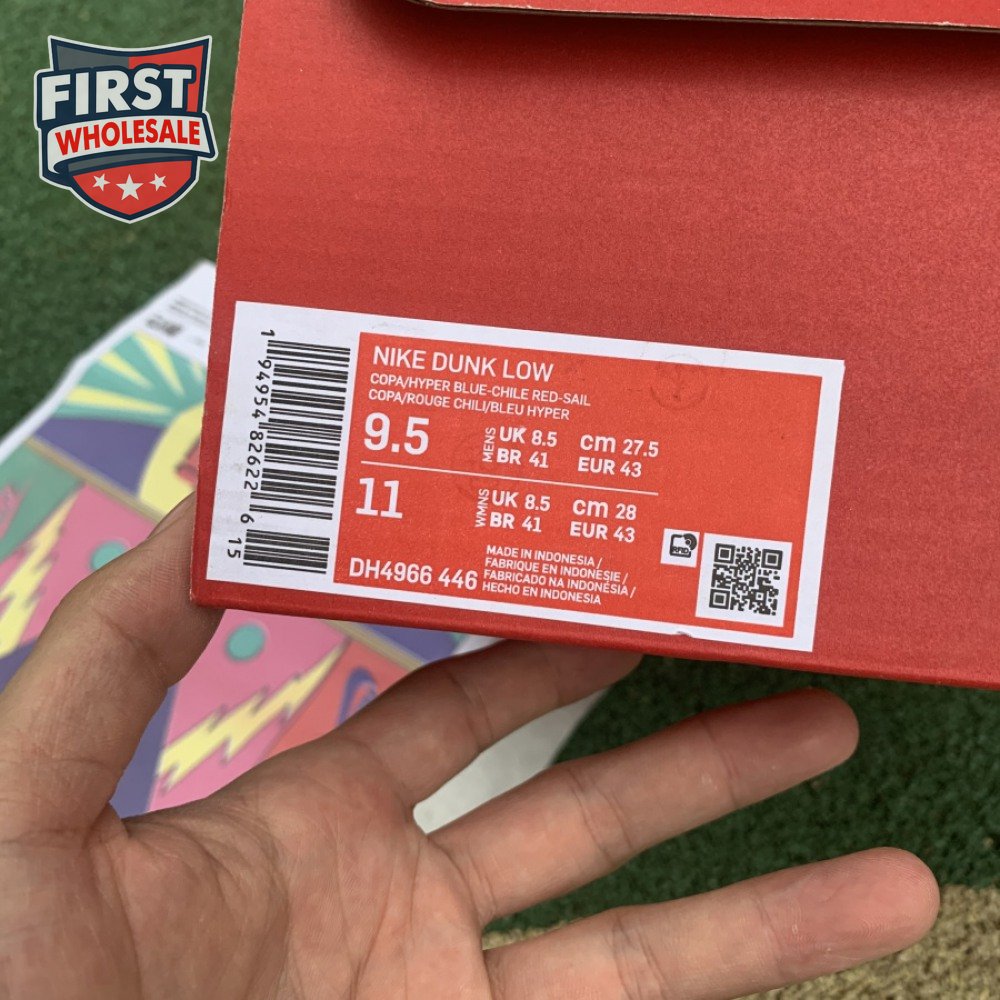 FIRST
WHOLESALE
1 94954 82622 6 15
NIKE DUNK LOW
COPA/HYPER BLUE-CHILE RED-SAIL
COPA/ROUGE CHILI/BLEU HYPER
9.5 MENS UK 8.5 cm 27.5
BR 41 EUR 43
11 WMNS UK 8.5 cm 28
BR 41 EUR 43
DH4966 446
MADE IN INDONESIA /
FABRIQUE EN INDONESIE /
FABRICADO NA INDONÉSIA /
HECHO EN INDONESIA